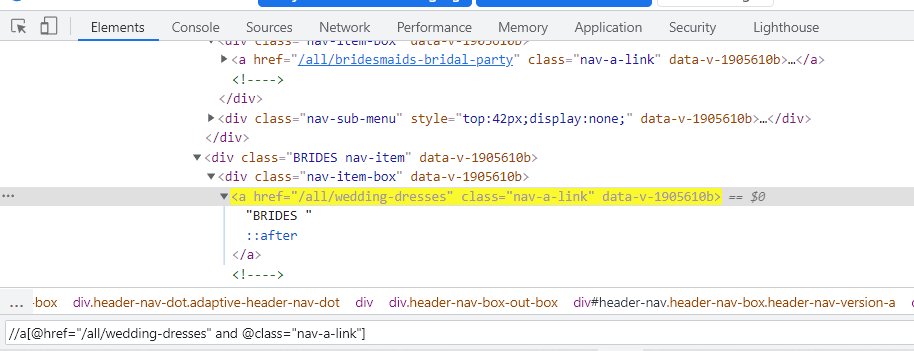 Elements Console Sources Network Performance Memory Application Security Lighthouse
<div class="nav-item-box" data-v-1905610b>
▶<a href="/all/bridesmaids-bridal-party" class="nav-a-link" data-v-1905610b>…</a>
<!---->
</div>
▶<div class="nav-sub-menu" style="top:42px;display:none;" data-v-1905610b>…</div>
</div>
▼<div class="BRIDES nav-item" data-v-1905610b>
▼<div class="nav-item-box" data-v-1905610b>
… ▼<a href="/all/wedding-dresses" class="nav-a-link" data-v-1905610b> == $0
"BRIDES "
::after
</a>
<!---->
… -box div.header-nav-dot.adaptive-header-nav-dot div div.header-nav-box-out-box div#header-nav.header-nav-box.header-nav-version-a
//a[@href="/all/wedding-dresses" and @class="nav-a-link"]